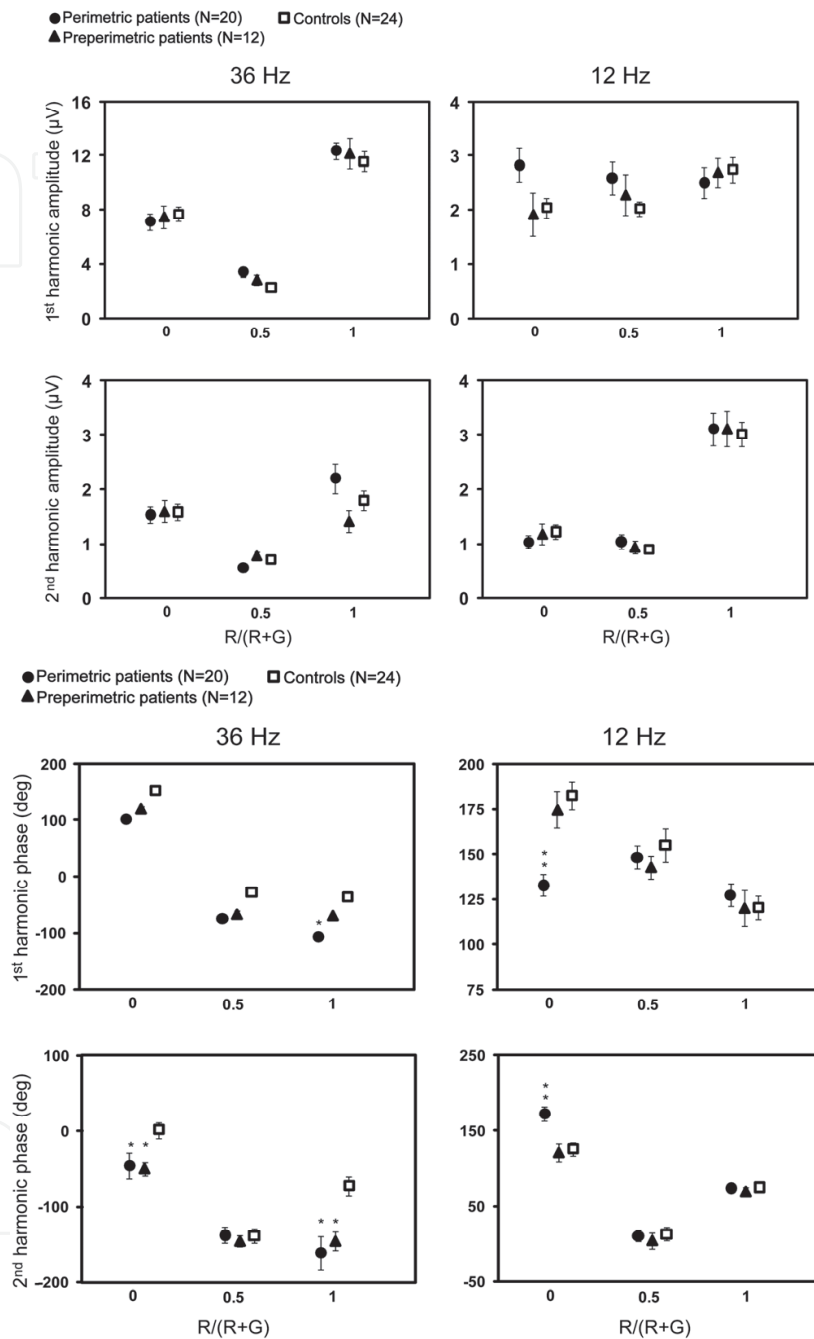 Perimetric patients (N=20) Controls (N=24)
Preperimetric patients (N=12)
36 Hz 12 Hz
1st harmonic amplitude (µV)
16
12
8
4
0
0 0.5 1
4
3
2
1
0
0 0.5 1
2nd harmonic amplitude (µV)
4
3
2
1
0
0 0.5 1
R/(R+G)
4
3
2
1
0
0 0.5 1
R/(R+G)
Perimetric patients (N=20) Controls (N=24)
Preperimetric patients (N=12)
36 Hz 12 Hz
1st harmonic phase (deg)
200
100
0
-100
-200
*
0 0.5 1
200
175
150
125
100
75
*
*
0 0.5 1
2nd harmonic phase (deg)
100
0
-100
-200
* *
* *
0 0.5 1
R/(R+G)
250
150
50
-50
*
*
0 0.5 1
R/(R+G)